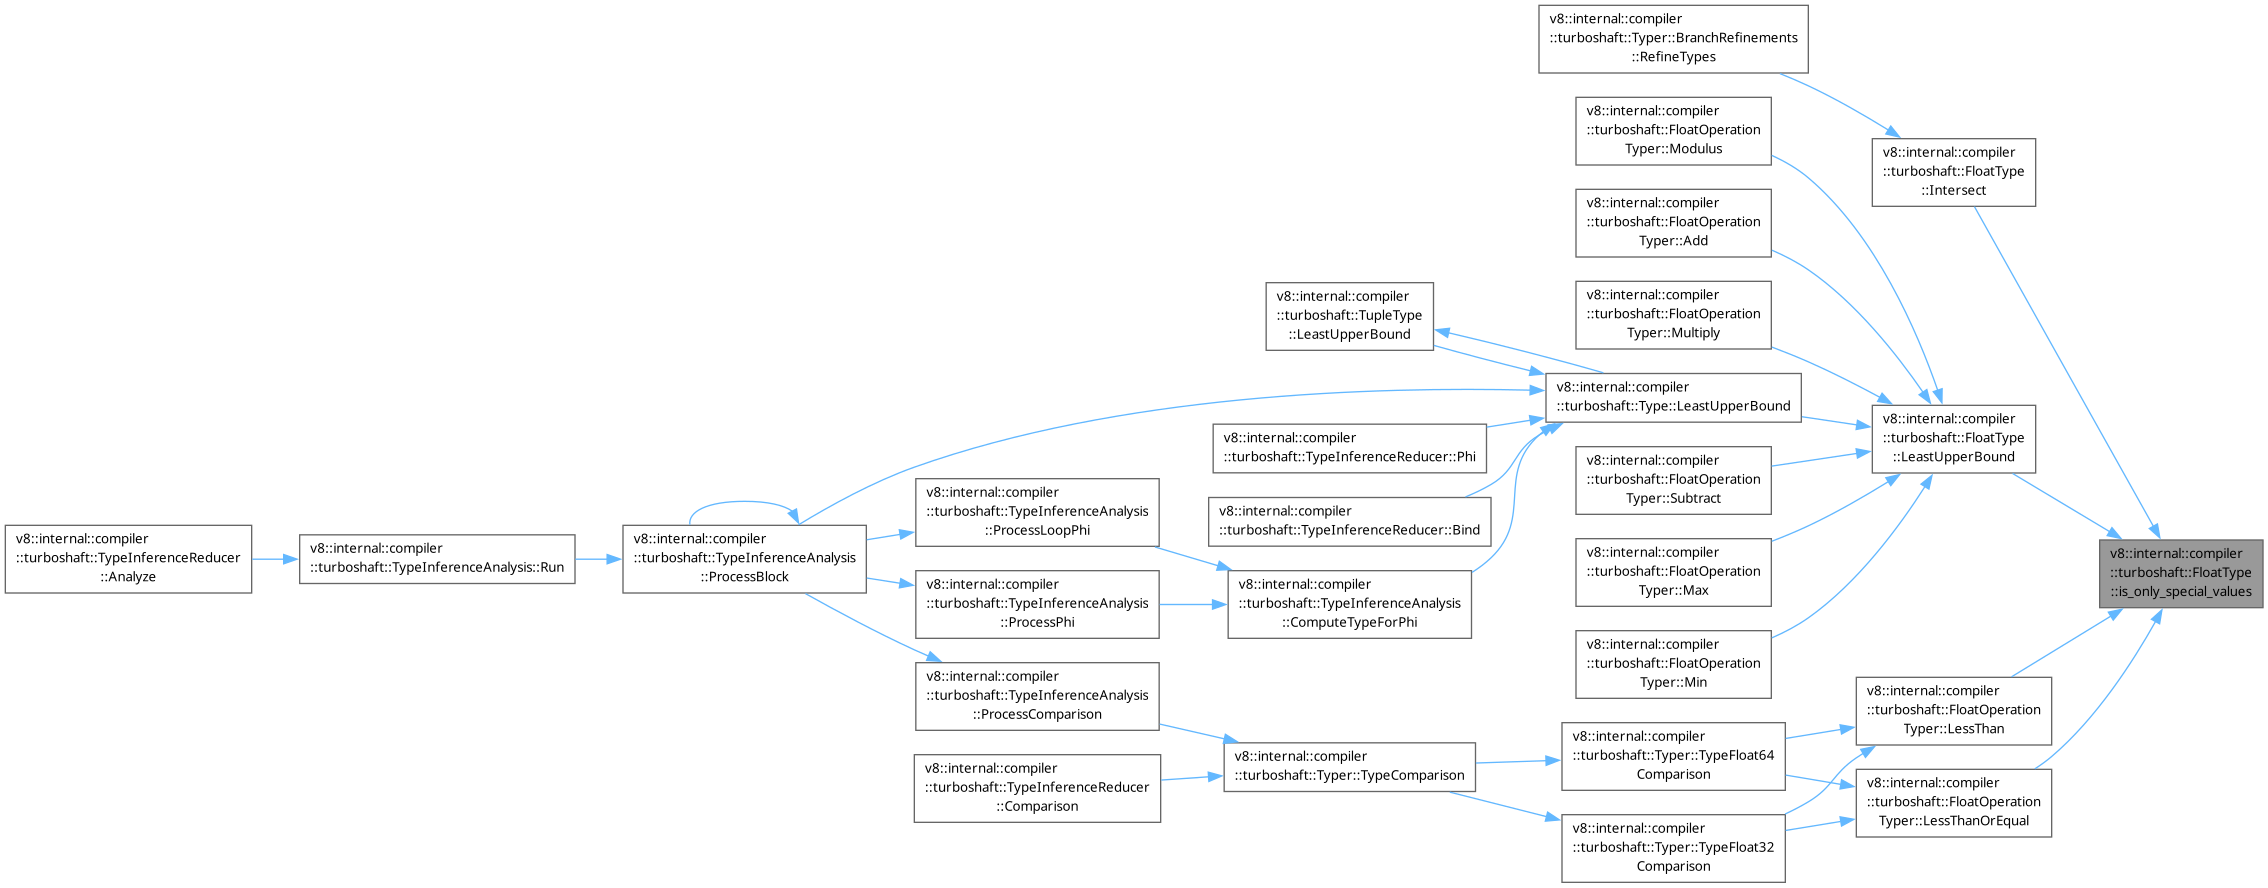 v8::internal::compiler
::turboshaft::Typer::BranchRefinements
::RefineTypes
v8::internal::compiler
::turboshaft::FloatOperation
Typer::Modulus
v8::internal::compiler
::turboshaft::FloatType
::Intersect
v8::internal::compiler
::turboshaft::FloatOperation
Typer::Add
v8::internal::compiler
::turboshaft::FloatOperation
Typer::Multiply
v8::internal::compiler
::turboshaft::TupleType
::LeastUpperBound
v8::internal::compiler
::turboshaft::Type::LeastUpperBound
v8::internal::compiler
::turboshaft::FloatType
::LeastUpperBound
v8::internal::compiler
::turboshaft::TypeInferenceReducer::Phi
v8::internal::compiler
::turboshaft::FloatOperation
Typer::Subtract
v8::internal::compiler
::turboshaft::TypeInferenceAnalysis
::ProcessLoopPhi
v8::internal::compiler
::turboshaft::TypeInferenceReducer::Bind
v8::internal::compiler
::turboshaft::TypeInferenceReducer
::Analyze
v8::internal::compiler
::turboshaft::TypeInferenceAnalysis::Run
v8::internal::compiler
::turboshaft::TypeInferenceAnalysis
::ProcessBlock
v8::internal::compiler
::turboshaft::FloatOperation
Typer::Max
v8::internal::compiler
::turboshaft::FloatType
::is_only_special_values
v8::internal::compiler
::turboshaft::TypeInferenceAnalysis
::ProcessPhi
v8::internal::compiler
::turboshaft::TypeInferenceAnalysis
::ComputeTypeForPhi
v8::internal::compiler
::turboshaft::FloatOperation
Typer::Min
v8::internal::compiler
::turboshaft::TypeInferenceAnalysis
::ProcessComparison
v8::internal::compiler
::turboshaft::FloatOperation
Typer::LessThan
v8::internal::compiler
::turboshaft::Typer::TypeFloat64
Comparison
v8::internal::compiler
::turboshaft::Typer::TypeComparison
v8::internal::compiler
::turboshaft::TypeInferenceReducer
::Comparison
v8::internal::compiler
::turboshaft::FloatOperation
Typer::LessThanOrEqual
v8::internal::compiler
::turboshaft::Typer::TypeFloat32
Comparison